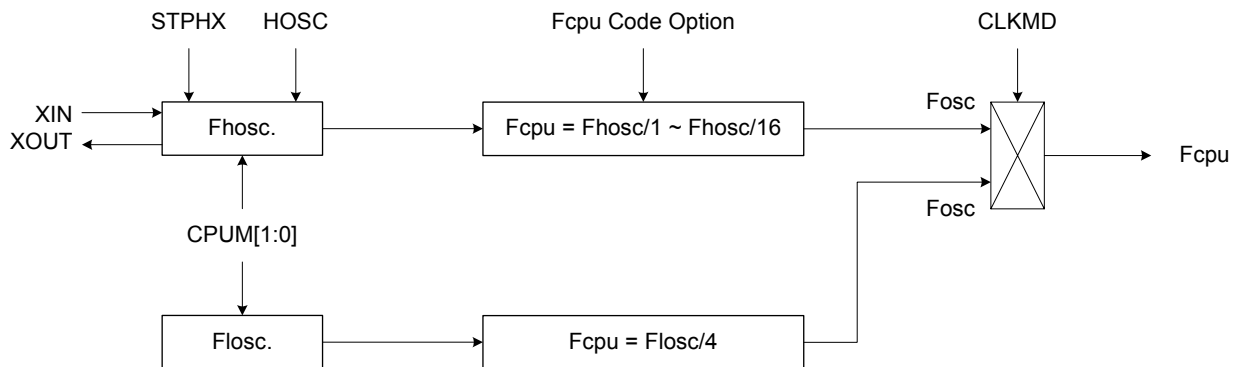 STPHX HOSC Fcpu Code Option CLKMD
XIN
XOUT
Fhosc.
Fcpu = Fhosc/1 ~ Fhosc/16
Fosc
Fcpu
Fosc
CPUM[1:0]
Flosc.
Fcpu = Flosc/4